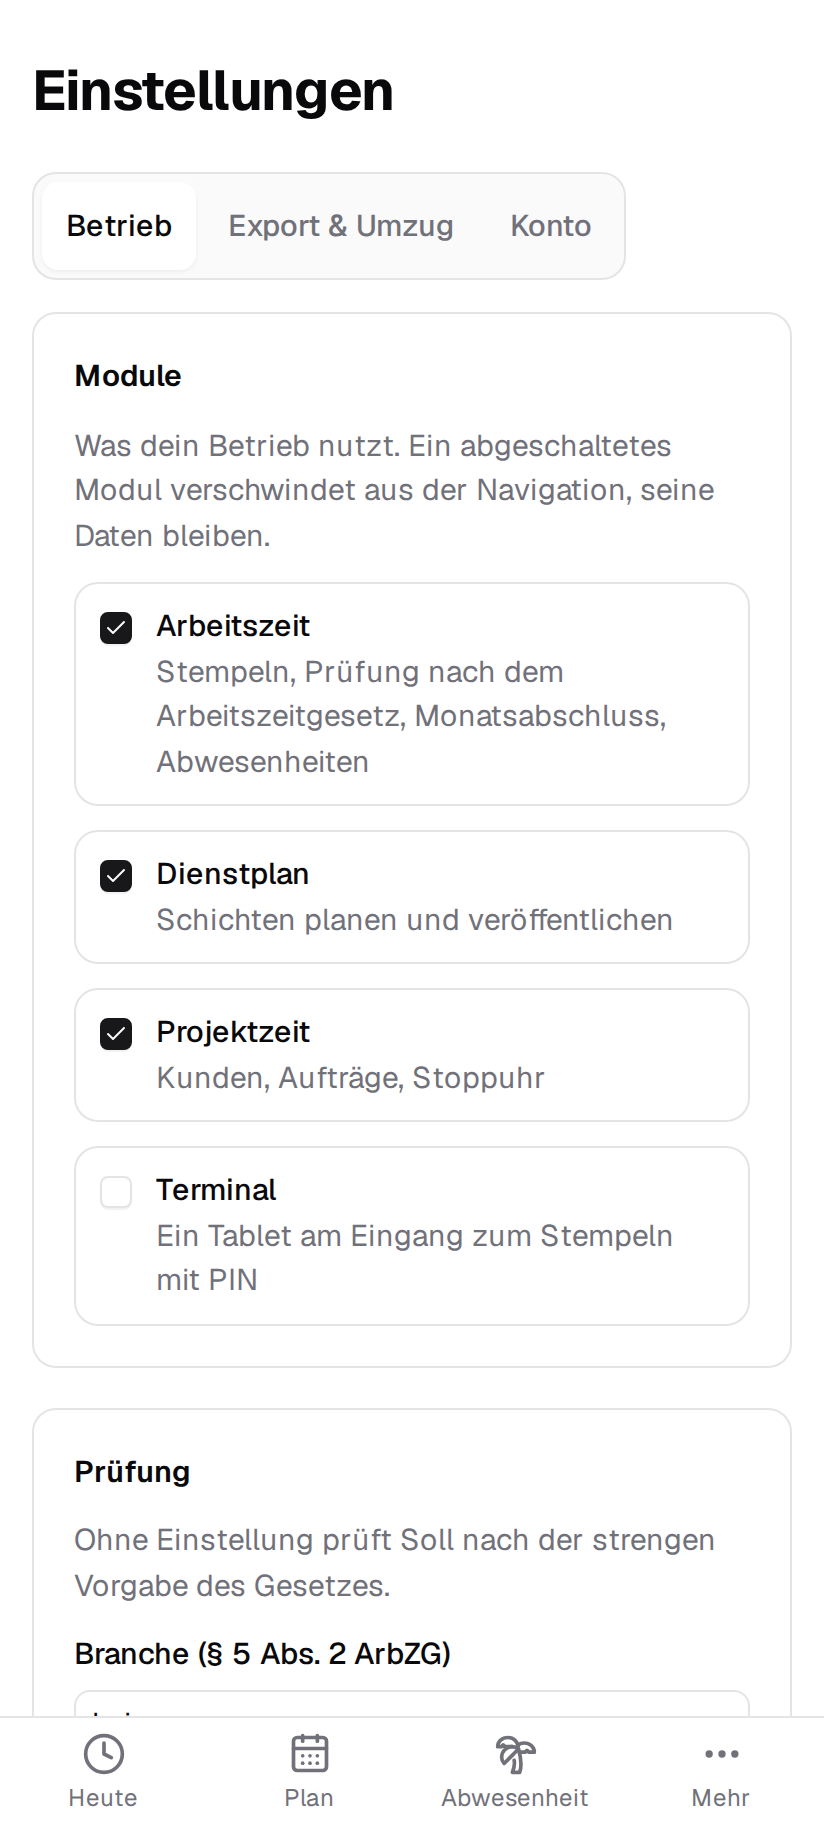 Einstellungen
Betrieb
Export & Umzug
Konto
Module
Was dein Betrieb nutzt. Ein abgeschaltetes
Modul verschwindet aus der Navigation, seine
Daten bleiben.
Arbeitszeit
Stempeln, Prüfung nach dem
Arbeitszeitgesetz, Monatsabschluss,
Abwesenheiten
Dienstplan
Schichten planen und veröffentlichen
Projektzeit
Kunden, Aufträge, Stoppuhr
Terminal
Ein Tablet am Eingang zum Stempeln
mit PIN
Prüfung
Ohne Einstellung prüft Soll nach der strengen
Vorgabe des Gesetzes.
Branche (§ 5 Abs. 2 ArbZG)
Heute
Plan
Abwesenheit
Mehr